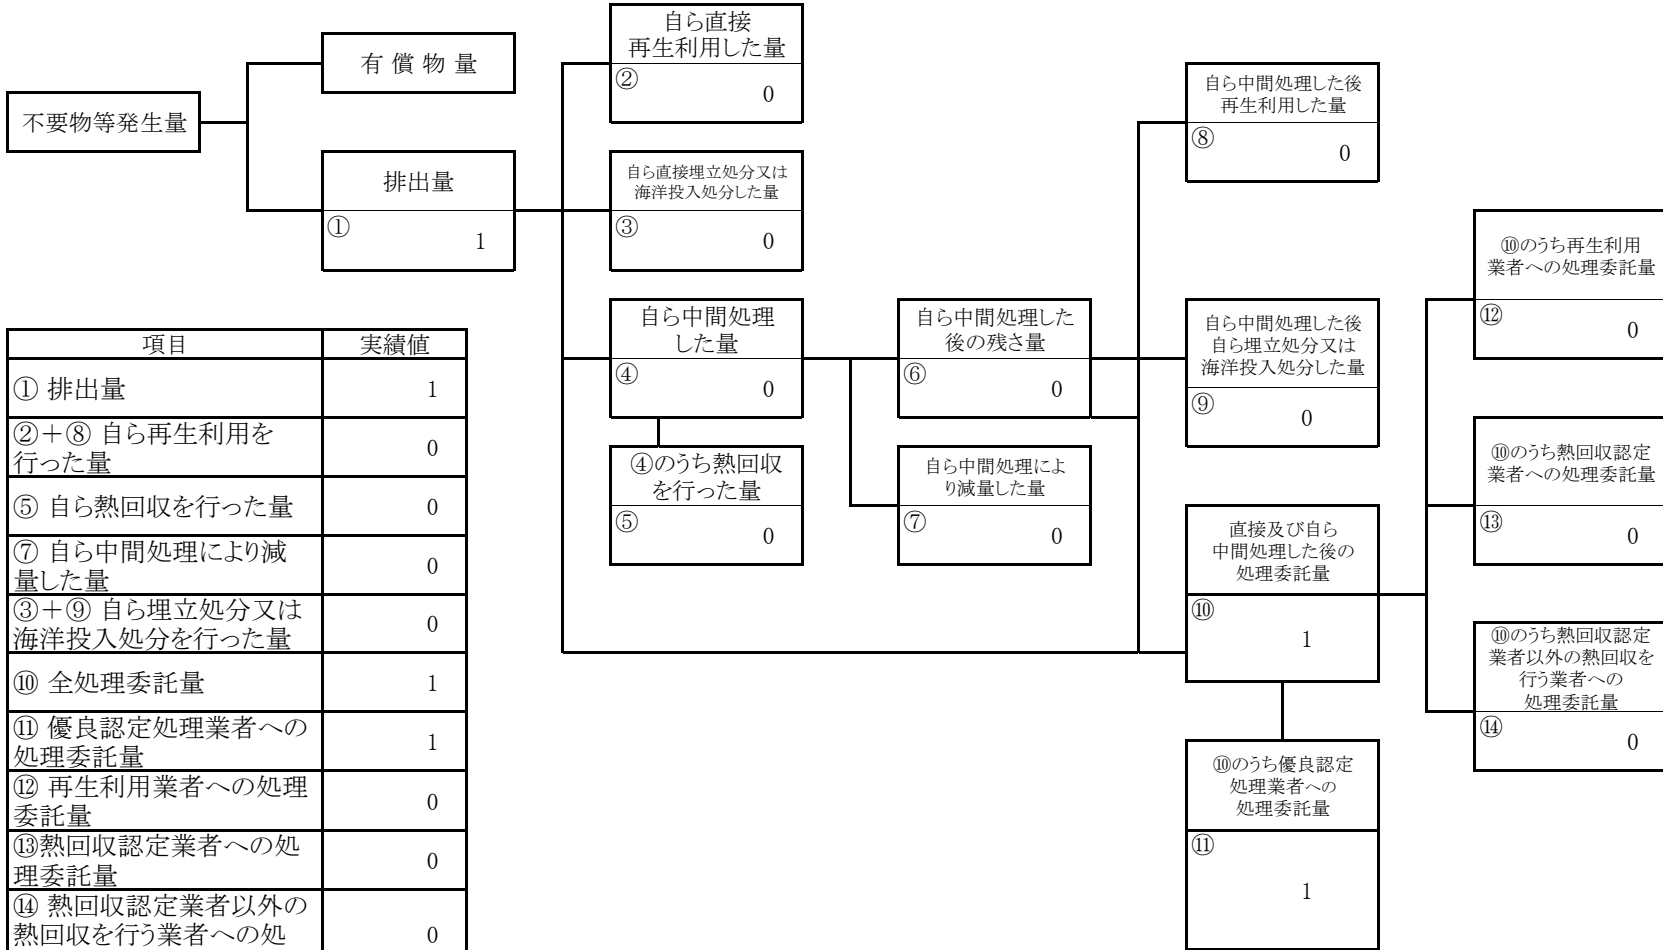 自ら直接
再生利用した量
②
0
有 償 物 量
不要物等発生量
自ら中間処理した後
再生利用した量
⑧
0
排出量
①
1
自ら直接埋立処分又は
海洋投入処分した量
③
0
⑩のうち再生利用
業者への処理委託量
⑫
0
自ら中間処理
した量
④
0
自ら中間処理した
後の残さ量
⑥
0
自ら中間処理した後
自ら埋立処分又は
海洋投入処分した量
⑨
0
④のうち熱回収
を行った量
⑤
0
自ら中間処理によ
り減量した量
⑦
0
⑩のうち熱回収認定
業者への処理委託量
⑬
0
直接及び自ら
中間処理した後の
処理委託量
⑩
1
⑩のうち熱回収認定
業者以外の熱回収を
行う業者への
処理委託量
⑭
0
⑩のうち優良認定
処理業者への
処理委託量
⑪
1
項目 実績値
① 排出量 1
②＋⑧ 自ら再生利用を
行った量 0
⑤ 自ら熱回収を行った量 0
⑦ 自ら中間処理により減
量した量 0
③＋⑨ 自ら埋立処分又は
海洋投入処分を行った量 0
⑩ 全処理委託量 1
⑪ 優良認定処理業者への
処理委託量 1
⑫ 再生利用業者への処理
委託量 0
⑬熱回収認定業者への処
理委託量 0
⑭ 熱回収認定業者以外の
熱回収を行う業者への処 0